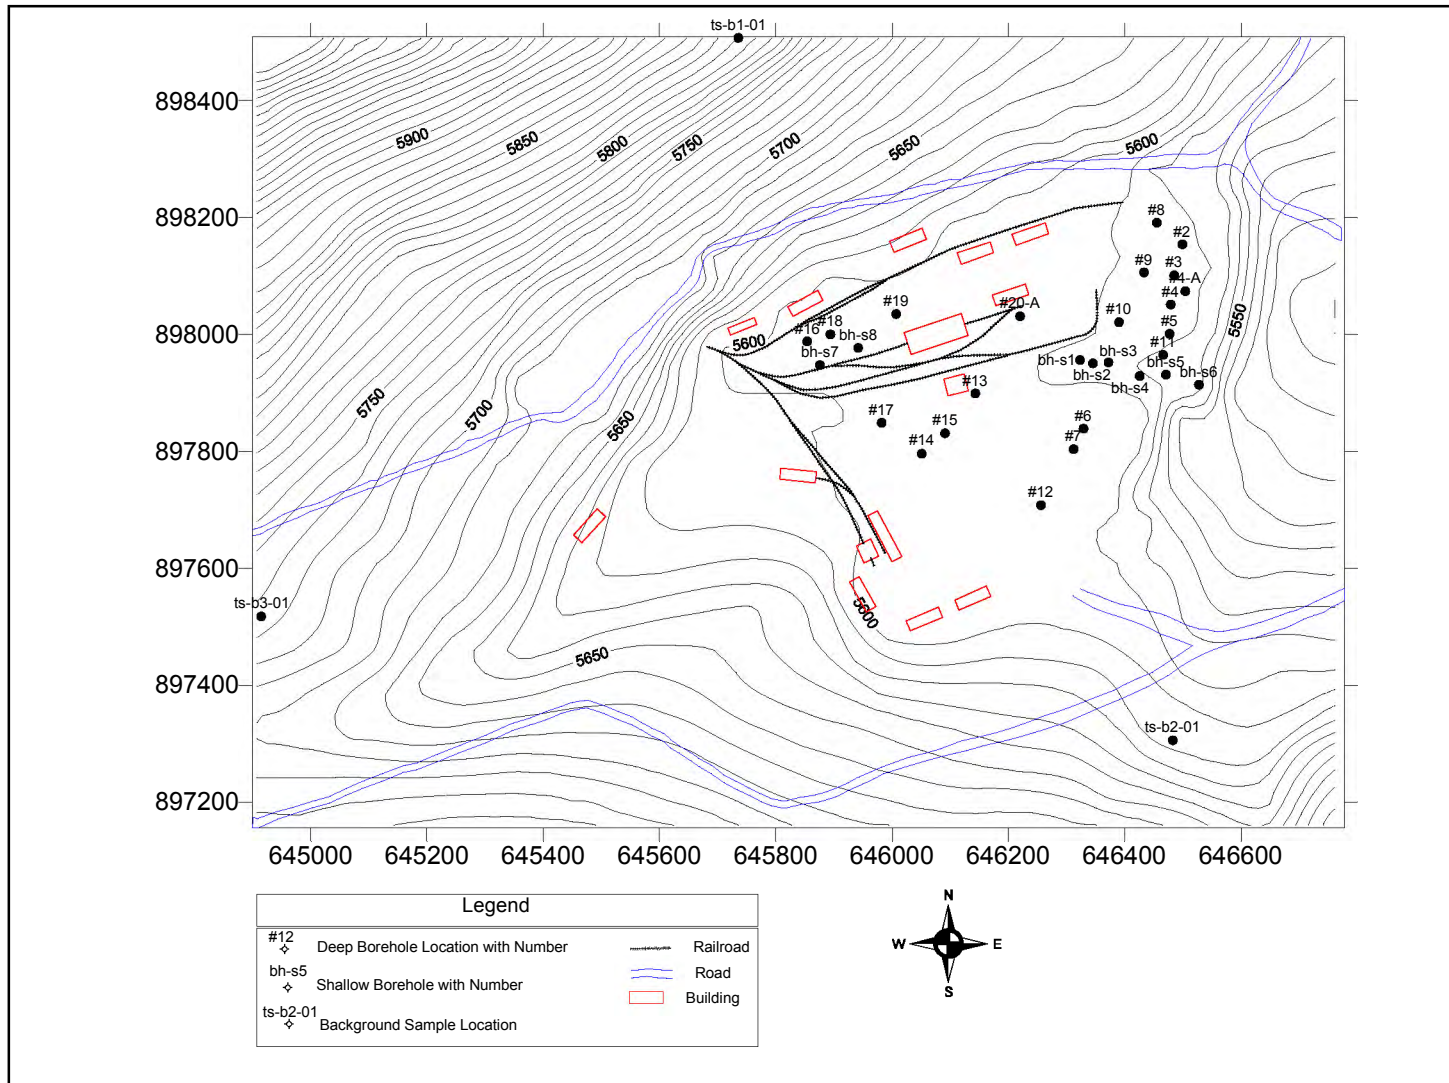 ts-b1-01
898400
898200
898000
897800
897600
897400
897200
5900
5850
5800
5750
5700
5650
5600
5550
5750
5700
5650
5600
5650
5600
#8
#2
#9
#3
#4-A
#4
#10
#5
#11
#19
#20-A
#18
#16
bh-s8
bh-s7
bh-s1
bh-s2
bh-s3
bh-s4
bh-s5
bh-s6
#13
#17
#15
#14
#6
#7
#12
ts-b3-01
ts-b2-01
645000 645200 645400 645600 645800 646000 646200 646400 646600
Legend
#12
Deep Borehole Location with Number
bh-s5
Shallow Borehole with Number
ts-b2-01
Background Sample Location
Railroad
Road
Building
N
W E
S